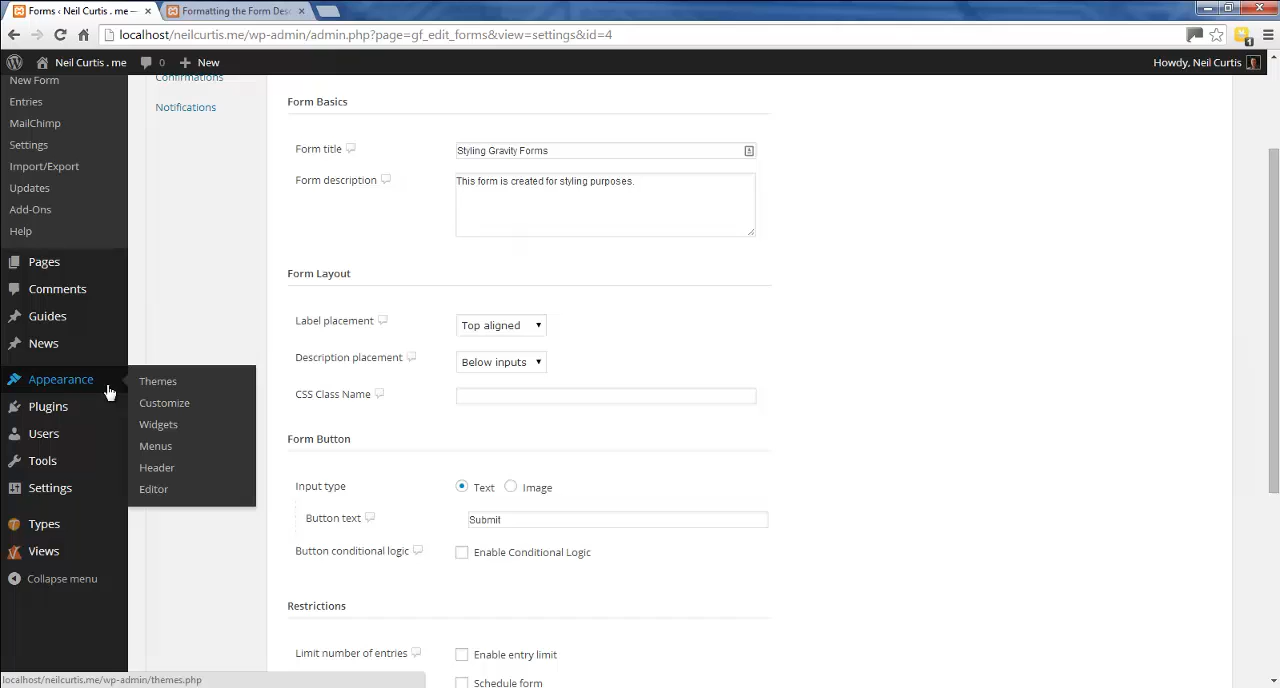 Forms ‹ Neil Curtis . me —
Formatting the Form Desc
localhost/neilcurtis.me/wp-admin/admin.php?page=gf_edit_forms&view=settings&id=4
1
Neil Curtis . me
0
New
Howdy, Neil Curtis
New Form
Entries
MailChimp
Settings
Import/Export
Updates
Add-Ons
Help
Pages
Comments
Guides
News
Appearance
Plugins
Users
Tools
Settings
Types
Views
Collapse menu
Themes
Customize
Widgets
Menus
Header
Editor
Confirmations
Notifications
Form Basics
Form title
Styling Gravity Forms
Form description
This form is created for styling purposes.
Form Layout
Label placement
Top aligned
Description placement
Below inputs
CSS Class Name
Form Button
Input type
Text
Image
Button text
Submit
Button conditional logic
Enable Conditional Logic
Restrictions
Limit number of entries
Enable entry limit
Schedule form
localhost/neilcurtis.me/wp-admin/themes.php